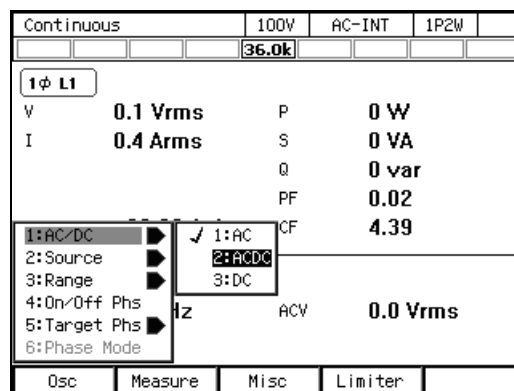 Continuous 100V AC-INT 1P2W
36.0k
1Φ L1
V 0.1 Vrms P 0 W
I 0.4 Arms S 0 VA
Q 0 var
PF 0.02
CF 4.39
1:AC/DC ✓ 1:AC
2:Source 2:ACDC
3:Range 3:DC
4:On/Off Phs
5:Target Phs Hz ACV 0.0 Vrms
6:Phase Mode
Osc Measure Misc Limiter